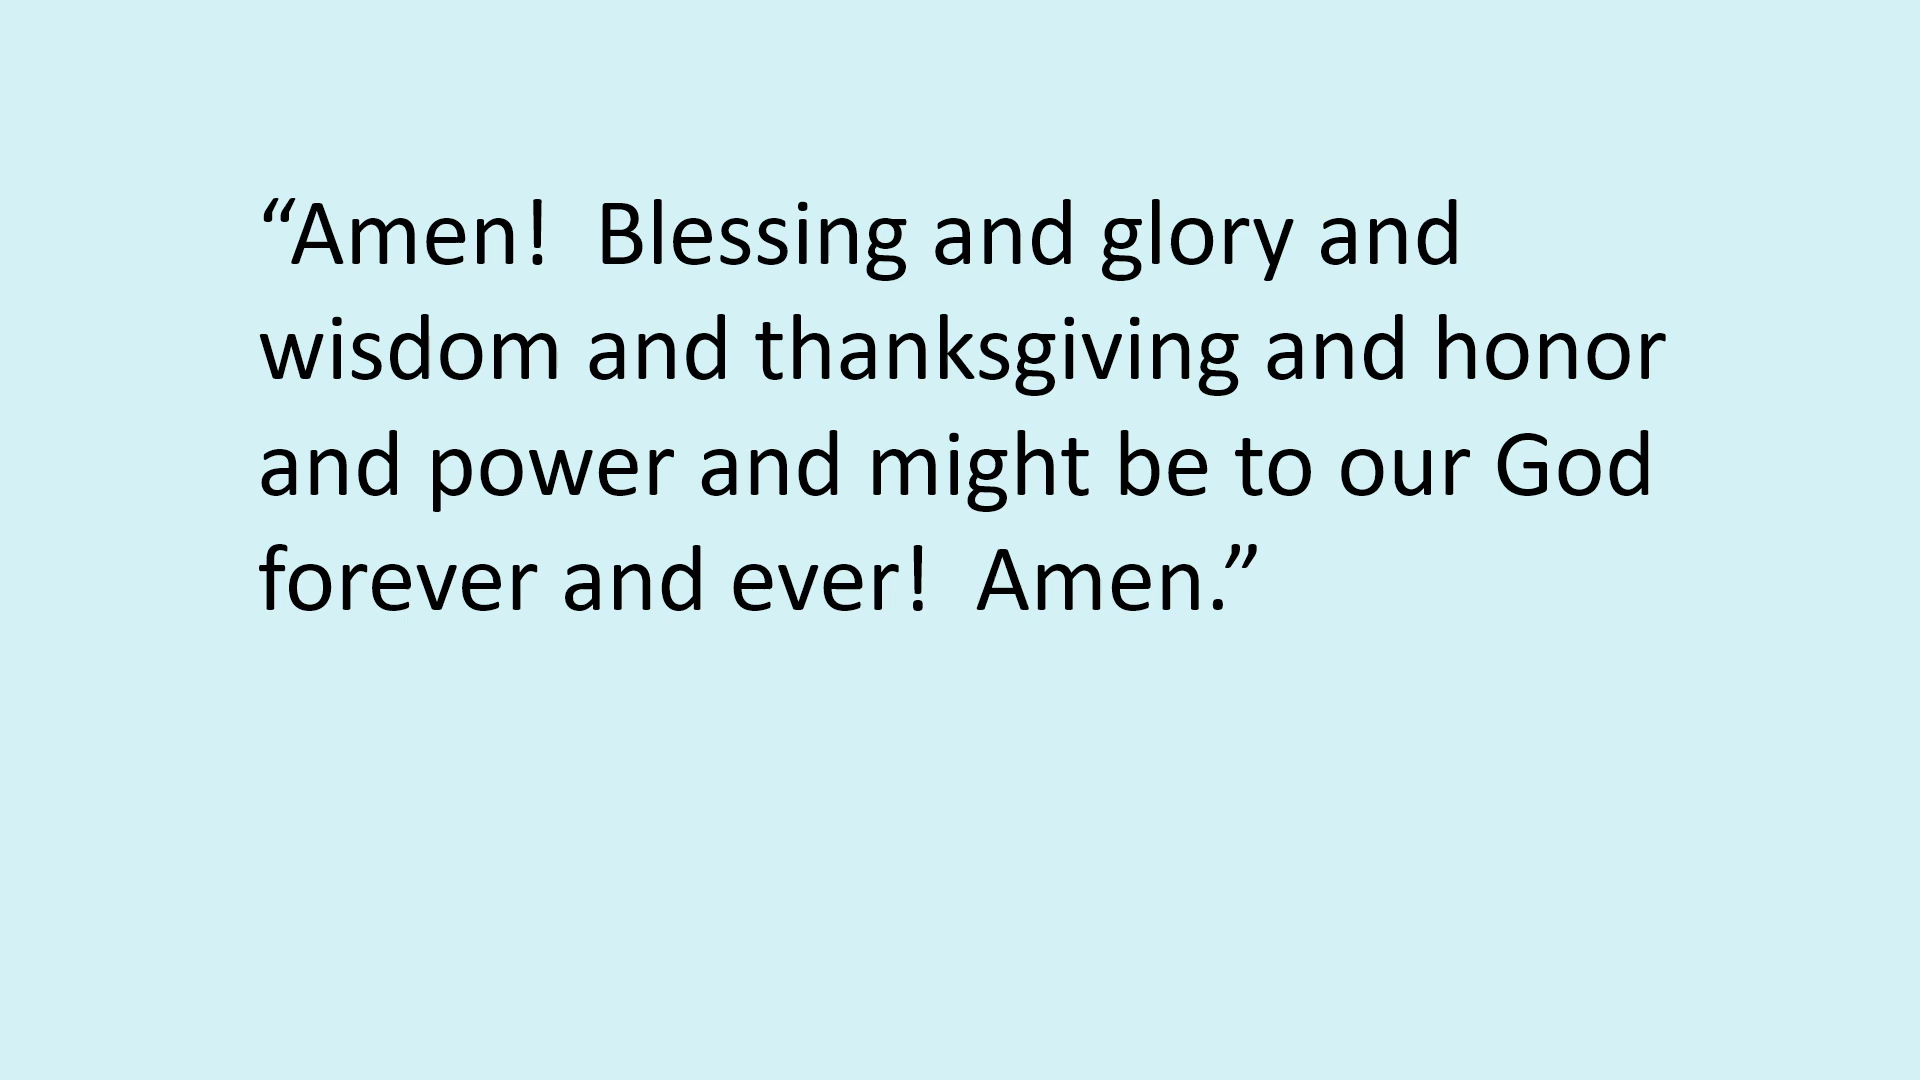 “Amen!  Blessing and glory and
wisdom and thanksgiving and honor
and power and might be to our God
forever and ever!  Amen.”